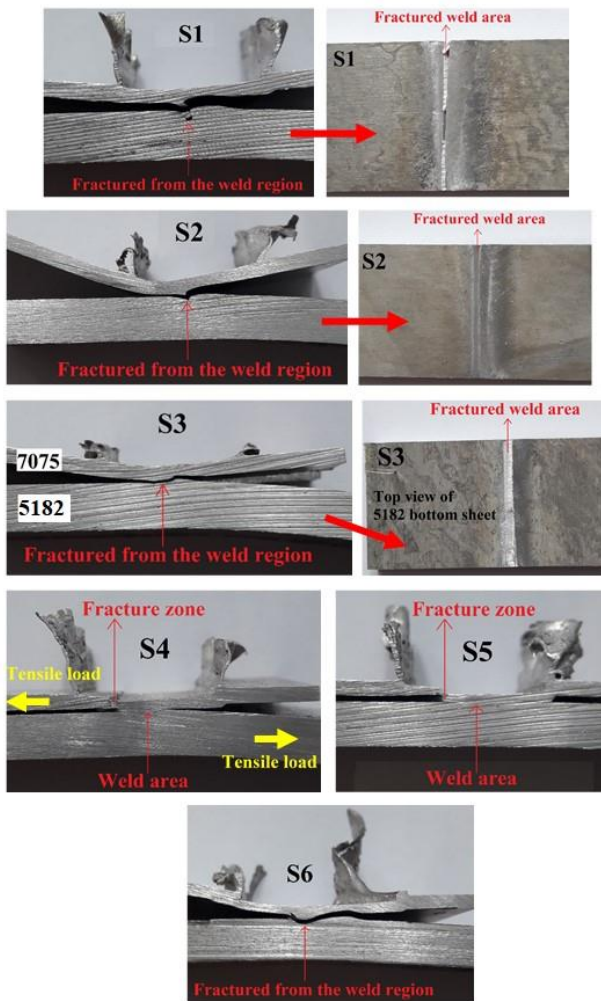 S1
Fractured from the weld region
Fractured weld area
S1
S2
Fractured from the weld region
Fractured weld area
S2
S3
7075
5182
Fractured from the weld region
Fractured weld area
S3
Top view of
5182 bottom sheet
Fracture zone
S4
Tensile load
Weld area
Tensile load
Fracture zone
S5
Weld area
S6
Fractured from the weld region